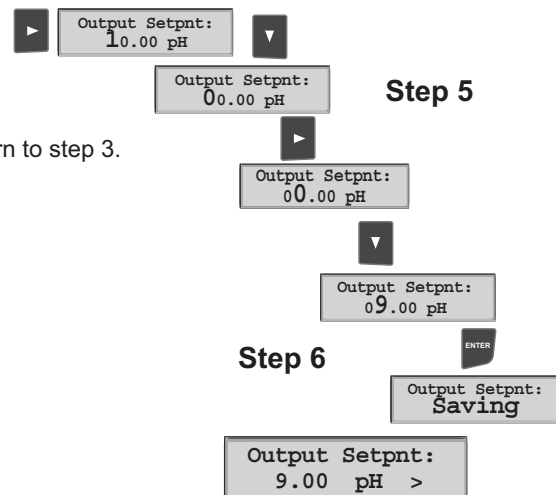 Output Setpnt:
10.00 pH
Output Setpnt:
00.00 pH
Step 5
rn to step 3.
Output Setpnt:
00.00 pH
Output Setpnt:
09.00 pH
Step 6
ENTER
Output Setpnt:
Saving
Output Setpnt:
9.00 pH >